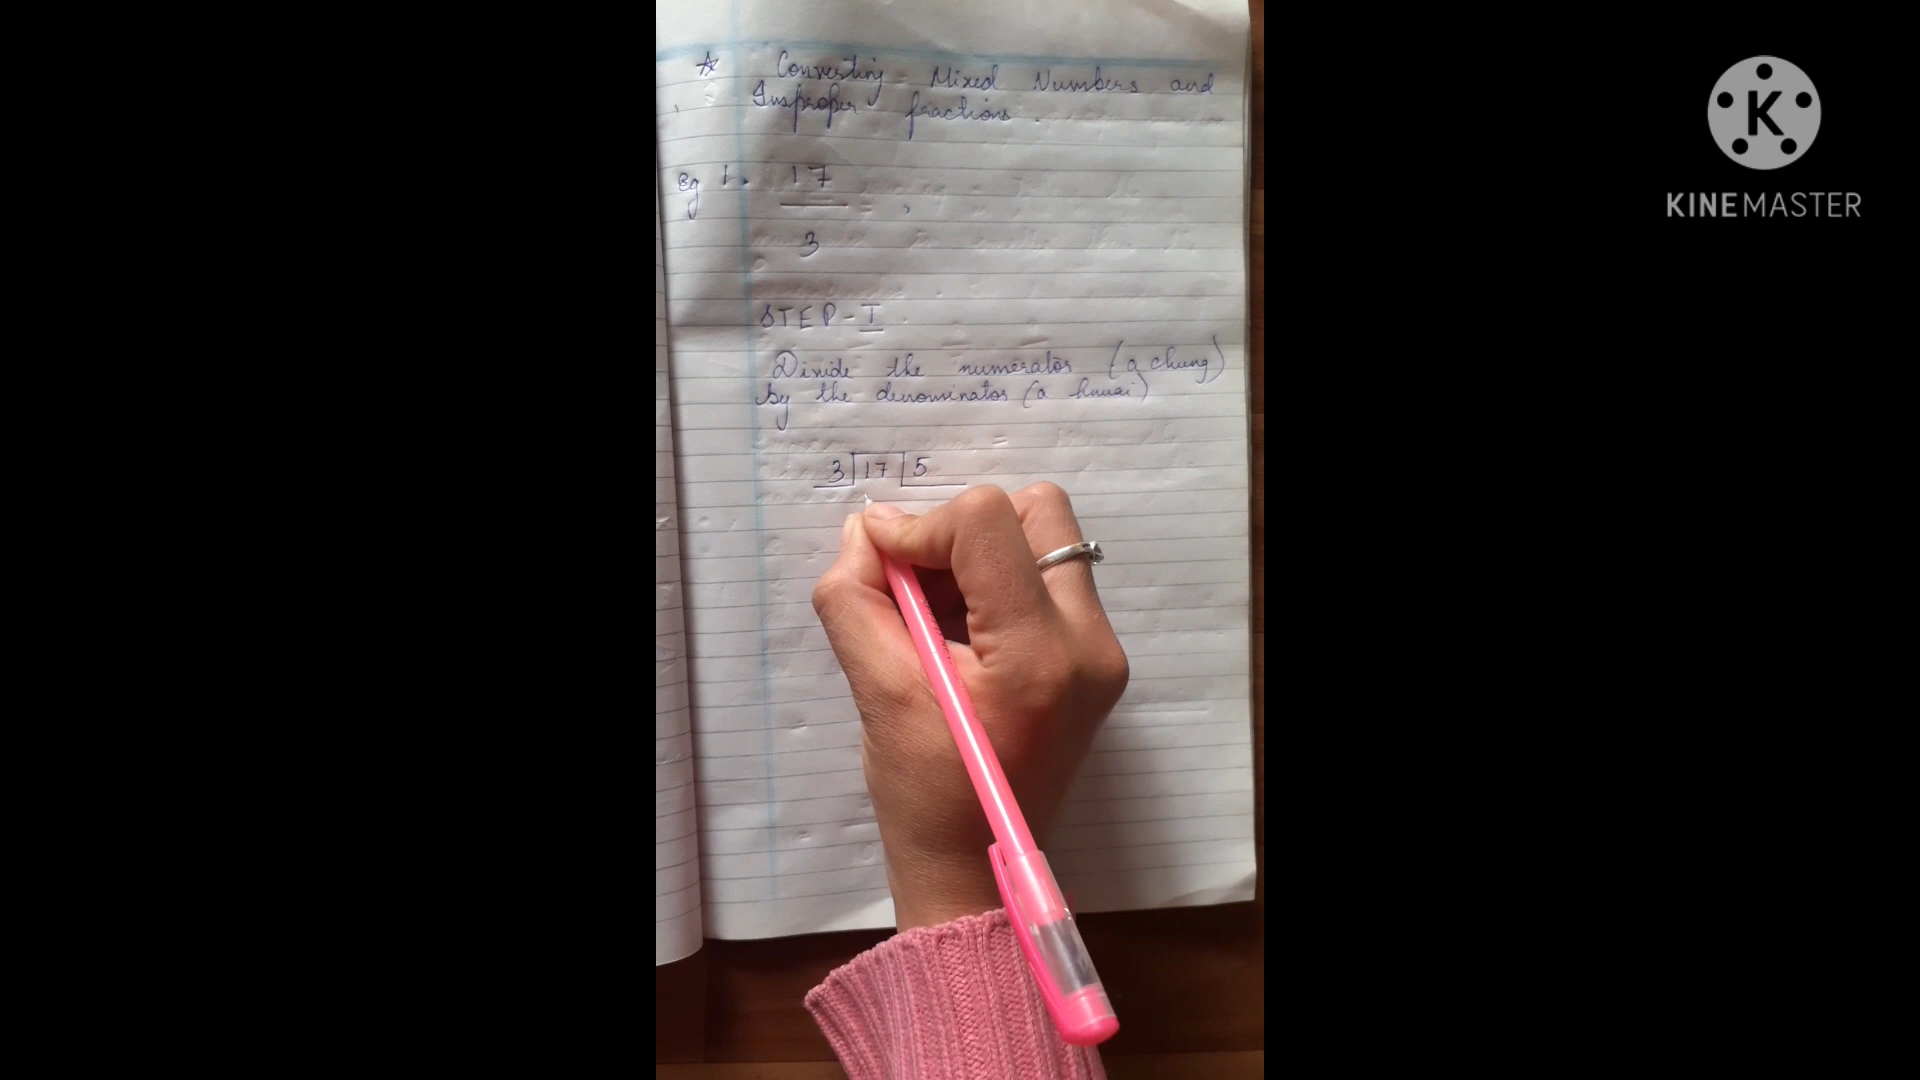 Converting Mixed Numbers and
Improper fractions.
Eg 1. 17
=
3
STEP-I
Divide the numerator (a chung)
by the denominator (a hnuai)
3 17 5
K
KINEMASTER